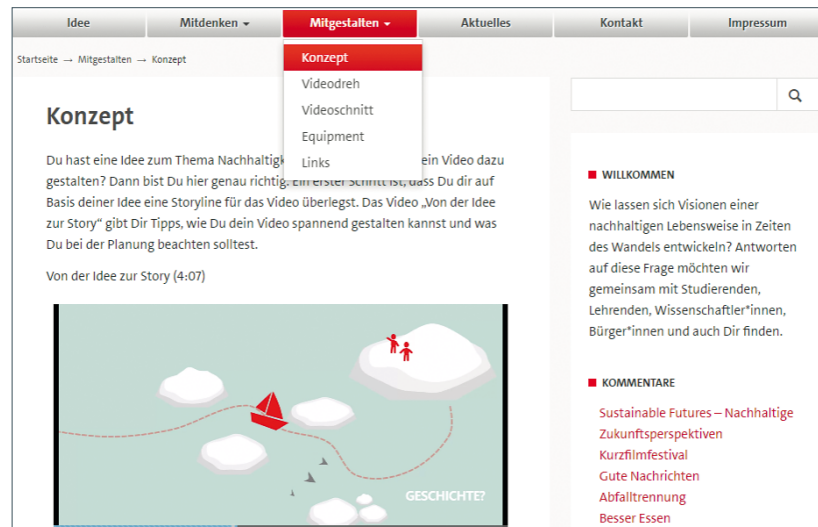 Idee Mitdenken Mitgestalten Aktuelles Kontakt Impressum
Startseite → Mitgestalten → Konzept
Konzept
Videodreh
Videoschnitt
Equipment
Links
Konzept
Du hast eine Idee zum Thema Nachhaltigk ein Video dazu
gestalten? Dann bist Du hier genau richtig. Ein erster Schritt ist, dass Du dir auf
Basis deiner Idee eine Storyline für das Video überlegst. Das Video „Von der Idee
zur Story“ gibt Dir Tipps, wie Du dein Video spannend gestalten kannst und was
Du bei der Planung beachten solltest.
Von der Idee zur Story (4:07)
GESCHICHTE?
WILLKOMMEN
Wie lassen sich Visionen einer
nachhaltigen Lebensweise in Zeiten
des Wandels entwickeln? Antworten
auf diese Frage möchten wir
gemeinsam mit Studierenden,
Lehrenden, Wissenschaftler*innen,
Bürger*innen und auch Dir finden.
KOMMENTARE
Sustainable Futures – Nachhaltige
Zukunftsperspektiven
Kurzfilmfestival
Gute Nachrichten
Abfalltrennung
Besser Essen